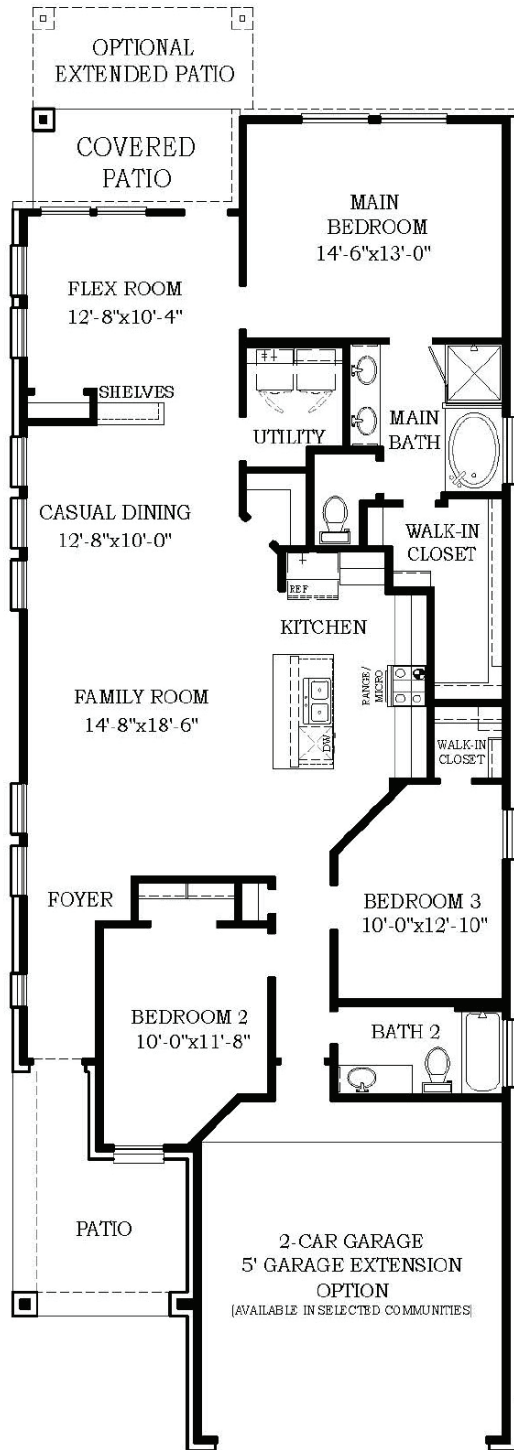 OPTIONAL
EXTENDED PATIO
COVERED
PATIO
MAIN
BEDROOM
14'-6"x13'-0"
FLEX ROOM
12'-8"x10'-4"
SHELVES
UTILITY
MAIN
BATH
CASUAL DINING
12'-8"x10'-0"
WALK-IN
CLOSET
REF
KITCHEN
RANGE/
MICRO
FAMILY ROOM
14'-8"x18'-6"
DW
WALK-IN
CLOSET
FOYER
BEDROOM 3
10'-0"x12'-10"
BEDROOM 2
10'-0"x11'-8"
BATH 2
PATIO
2-CAR GARAGE
5' GARAGE EXTENSION
OPTION
[AVAILABLE IN SELECTED COMMUNITIES]